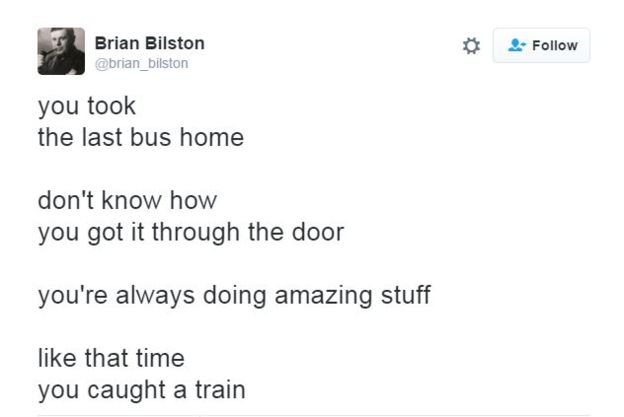 Brian Bilston
@brian_bilston
Follow
you took
the last bus home
don't know how
you got it through the door
you're always doing amazing stuff
like that time
you caught a train